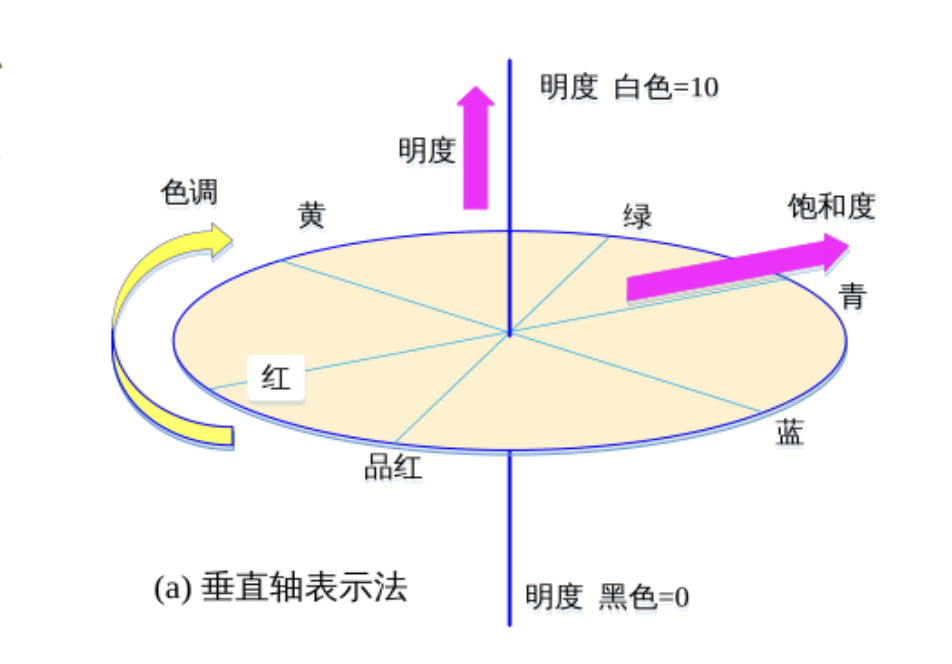 明度 白色=10
明度
色调
饱和度
黄
绿
青
红
蓝
品红
(a) 垂直轴表示法
明度 黑色=0